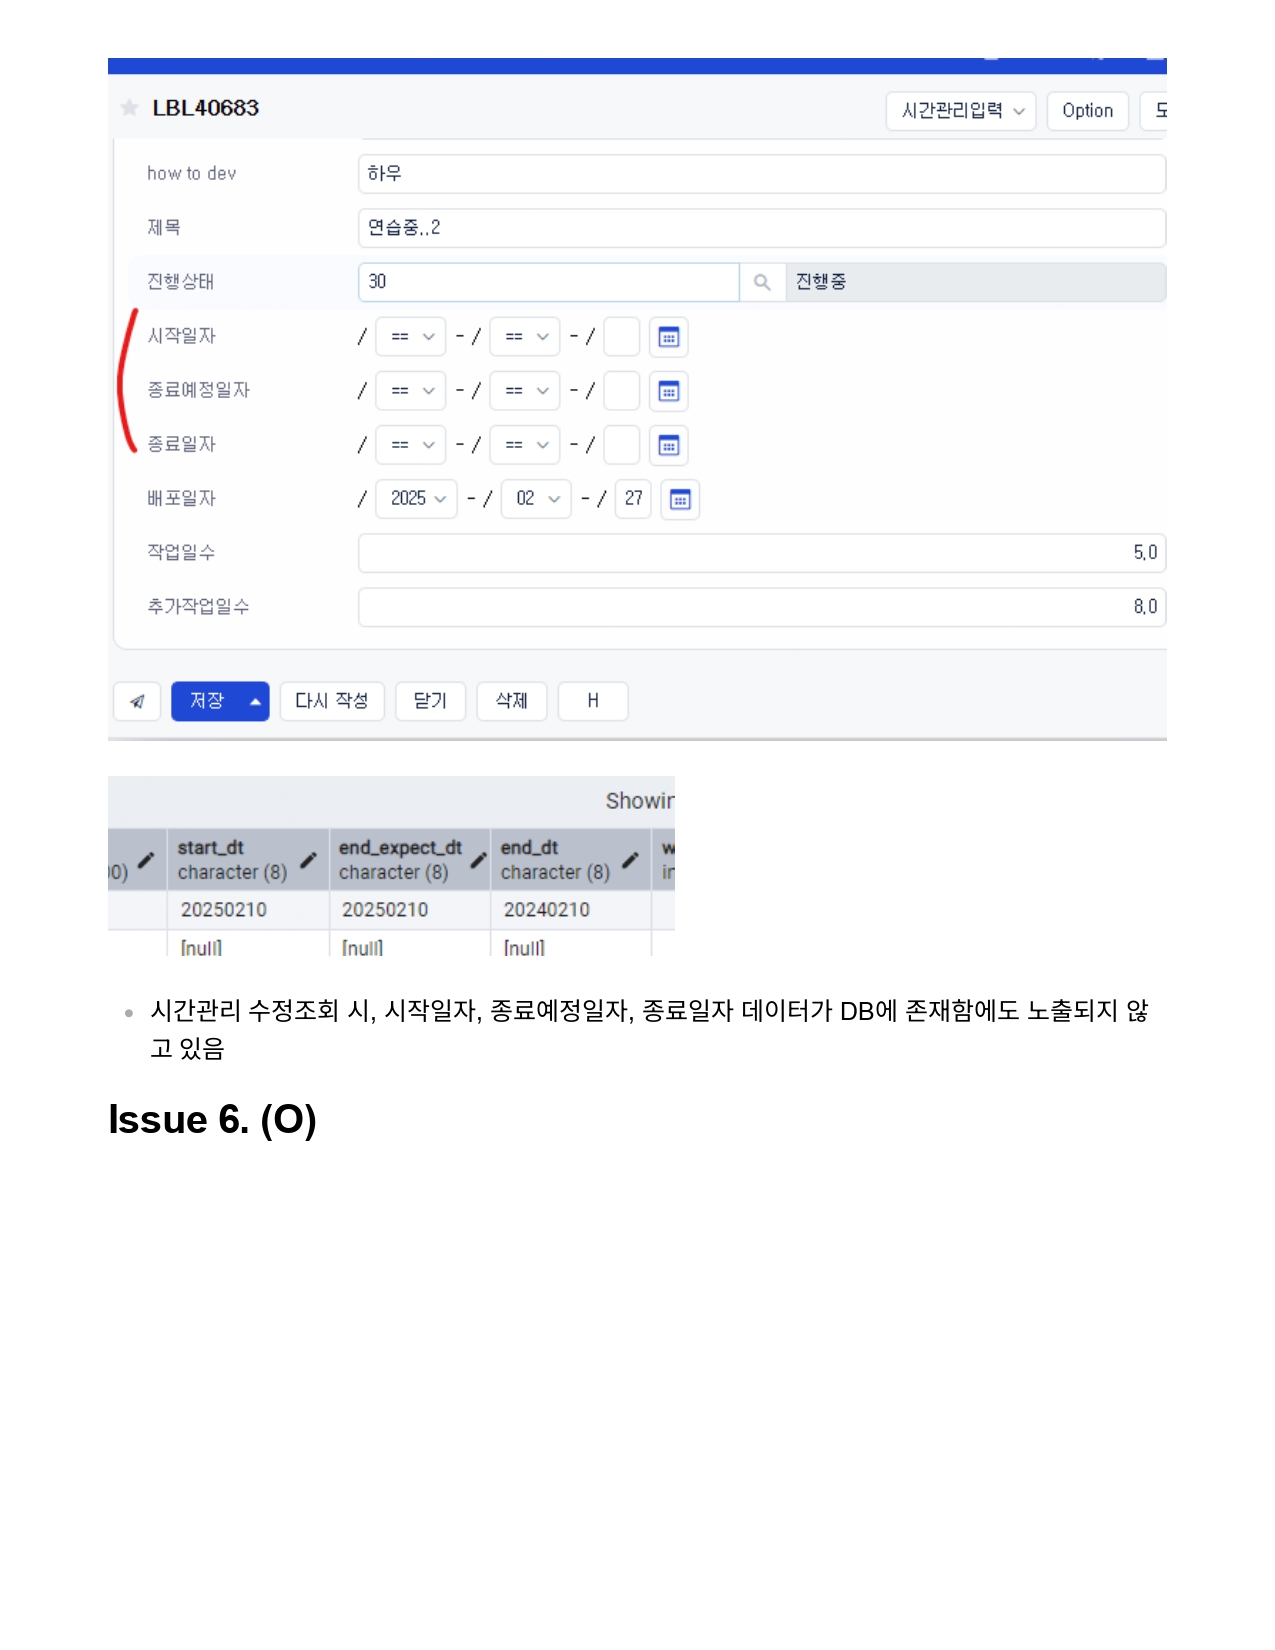 LBL40683
시간관리입력
Option
how to dev
하우
제목
연습중..2
진행상태
30
진행중
시작일자
/ == - / == - /
종료예정일자
/ == - / == - /
종료일자
/ == - / == - /
배포일자
/ 2025 - / 02 - / 27
작업일수
5.0
추가작업일수
8.0
저장
다시 작성
닫기
삭제
H
start_dt end_expect_dt end_dt
character (8) character (8) character (8)
20250210 20250210 20240210
[null] [null] [null]
시간관리 수정조회 시, 시작일자, 종료예정일자, 종료일자 데이터가 DB에 존재함에도 노출되지 않
고 있음
Issue 6. (O)